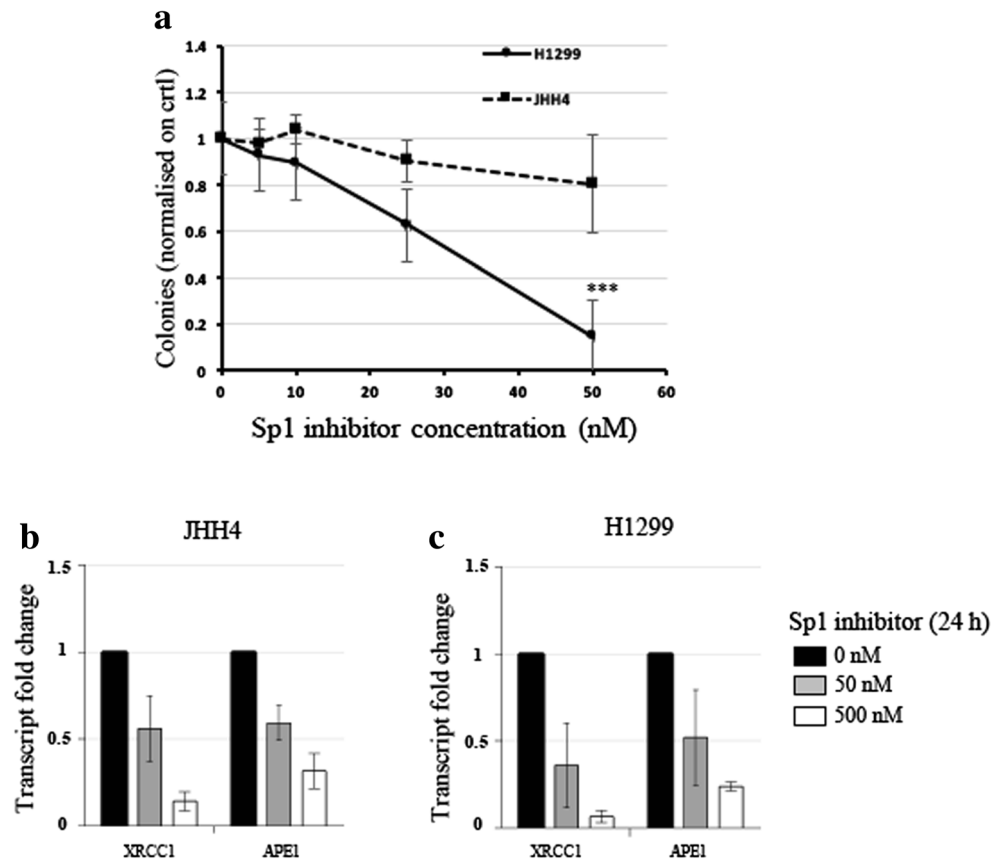 a
Colonies (normalised on crtl)
1.4
1.2
1
0.8
0.6
0.4
0.2
0
H1299
JHH4
***
0 10 20 30 40 50 60
Sp1 inhibitor concentration (nM)
b
JHH4
Transcript fold change
1.5
1
0.5
0
XRCC1 APE1
c
H1299
Transcript fold change
1.5
1
0.5
0
XRCC1 APE1
Sp1 inhibitor (24 h)
0 nM
50 nM
500 nM